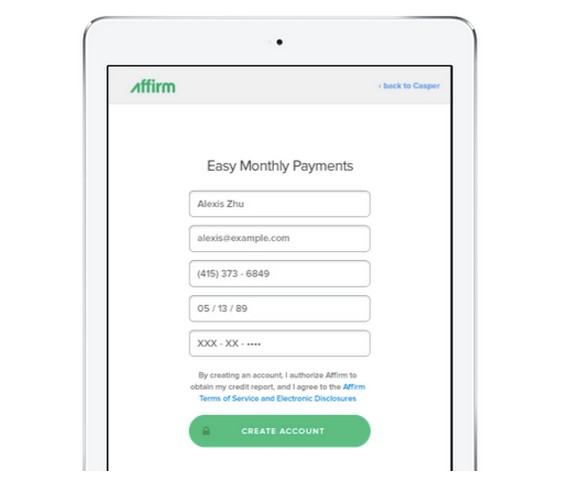 affirm
‹ back to Casper
Easy Monthly Payments
Alexis Zhu
alexis@example.com
(415) 373 - 6849
05 / 13 / 89
XXX - XX - ••••
By creating an account, I authorize Affirm to
obtain my credit report, and I agree to the Affirm
Terms of Service and Electronic Disclosures
CREATE ACCOUNT